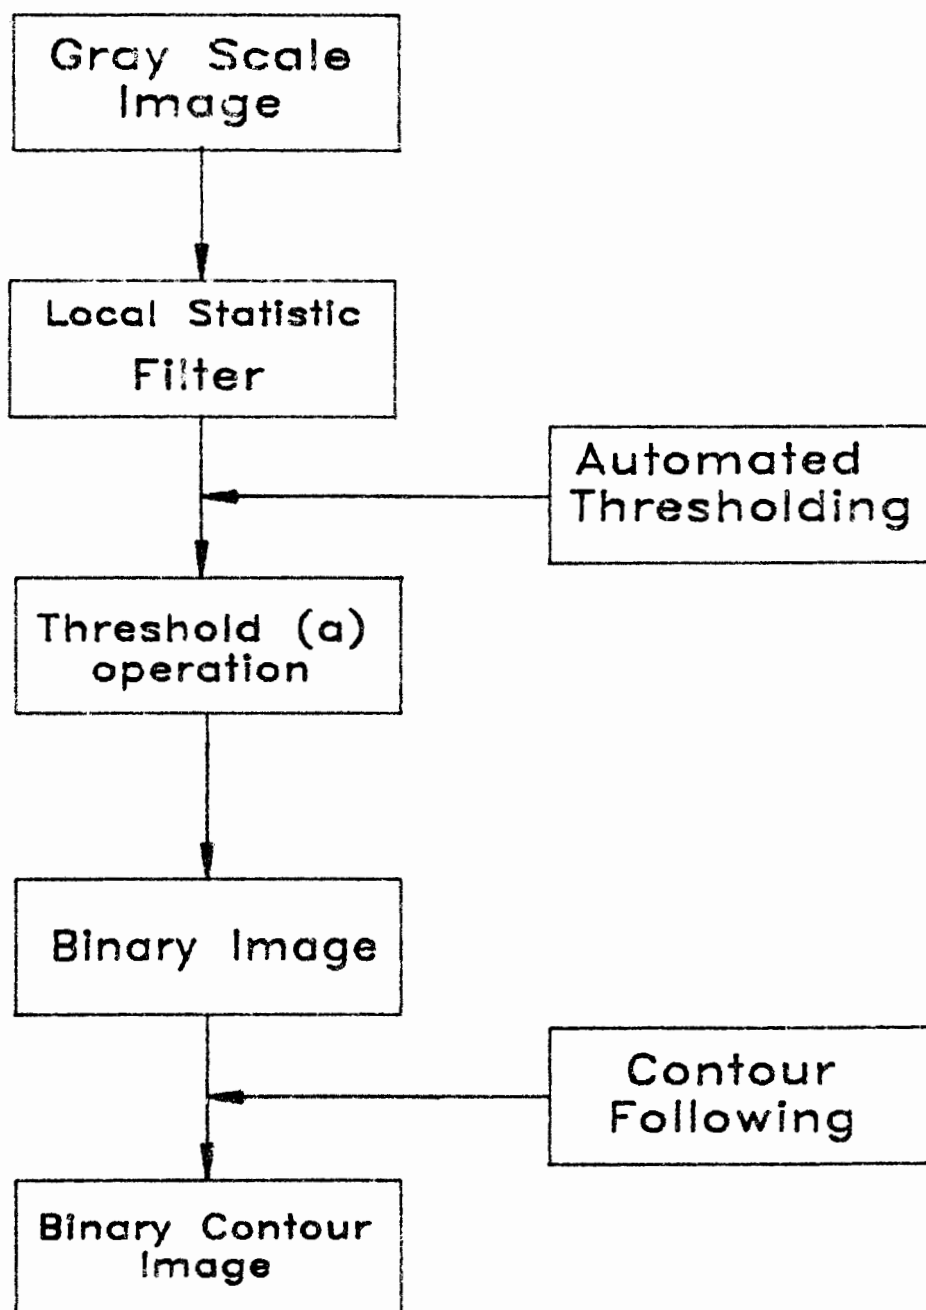 Gray Scale
Image
Local Statistic
Filter
Automated
Thresholding
Threshold (a)
operation
Binary Image
Contour
Following
Binary Contour
Image